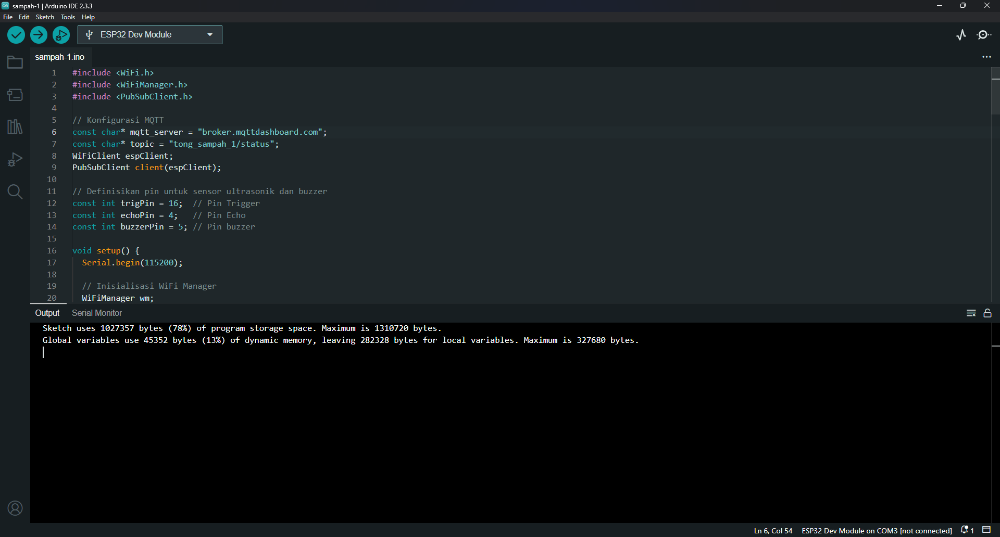 sampah-1 | Arduino IDE 2.3.3
File Edit Sketch Tools Help
ESP32 Dev Module
sampah-1.ino
1 #include <WiFi.h>
2 #include <WiFiManager.h>
3 #include <PubSubClient.h>
4
5 // Konfigurasi MQTT
6 const char* mqtt_server = "broker.mqttdashboard.com";
7 const char* topic = "tong_sampah_1/status";
8 WiFiClient espClient;
9 PubSubClient client(espClient);
10
11 // Definisikan pin untuk sensor ultrasonik dan buzzer
12 const int trigPin = 16;  // Pin Trigger
13 const int echoPin = 4;   // Pin Echo
14 const int buzzerPin = 5; // Pin buzzer
15
16 void setup() {
17   Serial.begin(115200);
18
19   // Inisialisasi WiFi Manager
20   WiFiManager wm;
Output Serial Monitor
Sketch uses 1027357 bytes (78%) of program storage space. Maximum is 1310720 bytes.
Global variables use 45352 bytes (13%) of dynamic memory, leaving 282328 bytes for local variables. Maximum is 327680 bytes.
Ln 6, Col 54 ESP32 Dev Module on COM3 [not connected] 1